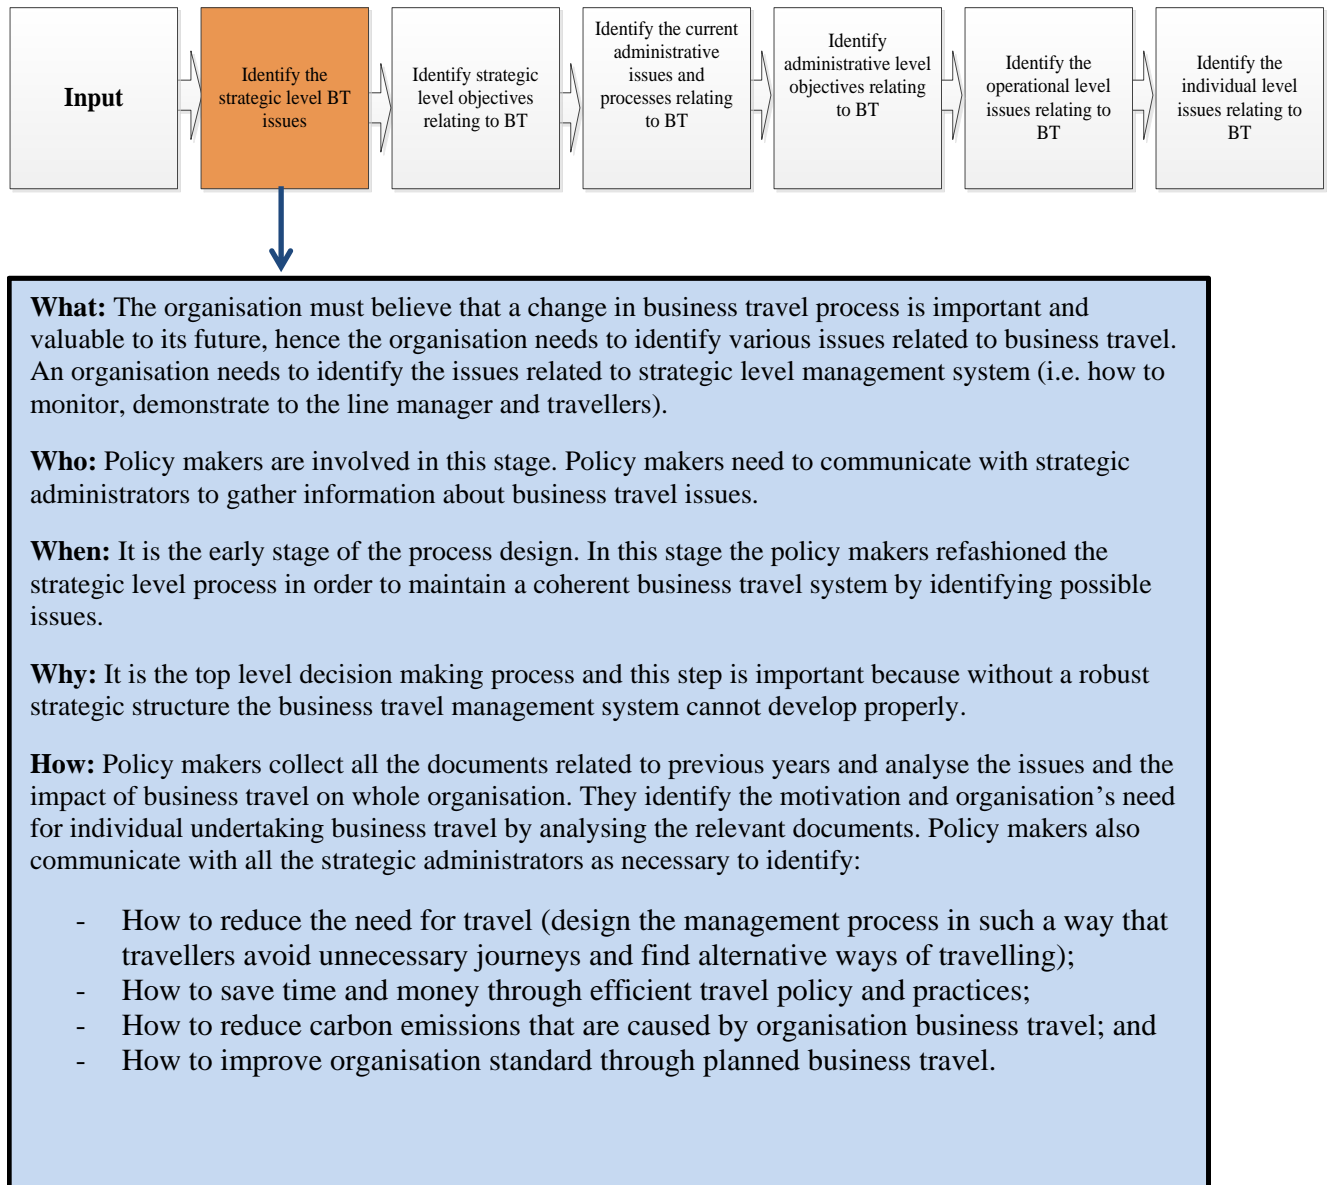 Input
Identify the
strategic level BT
issues
Identify strategic
level objectives
relating to BT
Identify the current
administrative
issues and
processes relating
to BT
Identify
administrative level
objectives relating
to BT
Identify the
operational level
issues relating to
BT
Identify the
individual level
issues relating to
BT
What: The organisation must believe that a change in business travel process is important and
valuable to its future, hence the organisation needs to identify various issues related to business travel.
An organisation needs to identify the issues related to strategic level management system (i.e. how to
monitor, demonstrate to the line manager and travellers).
Who: Policy makers are involved in this stage. Policy makers need to communicate with strategic
administrators to gather information about business travel issues.
When: It is the early stage of the process design. In this stage the policy makers refashioned the
strategic level process in order to maintain a coherent business travel system by identifying possible
issues.
Why: It is the top level decision making process and this step is important because without a robust
strategic structure the business travel management system cannot develop properly.
How: Policy makers collect all the documents related to previous years and analyse the issues and the
impact of business travel on whole organisation. They identify the motivation and organisation’s need
for individual undertaking business travel by analysing the relevant documents. Policy makers also
communicate with all the strategic administrators as necessary to identify:
- How to reduce the need for travel (design the management process in such a way that
travellers avoid unnecessary journeys and find alternative ways of travelling);
- How to save time and money through efficient travel policy and practices;
- How to reduce carbon emissions that are caused by organisation business travel; and
- How to improve organisation standard through planned business travel.